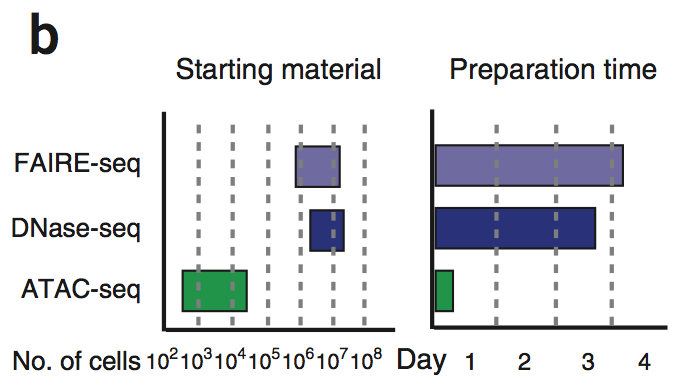 b
Starting material
Preparation time
FAIRE-seq
DNase-seq
ATAC-seq
No. of cells 10² 10³ 10⁴ 10⁵ 10⁶ 10⁷ 10⁸
Day 1 2 3 4